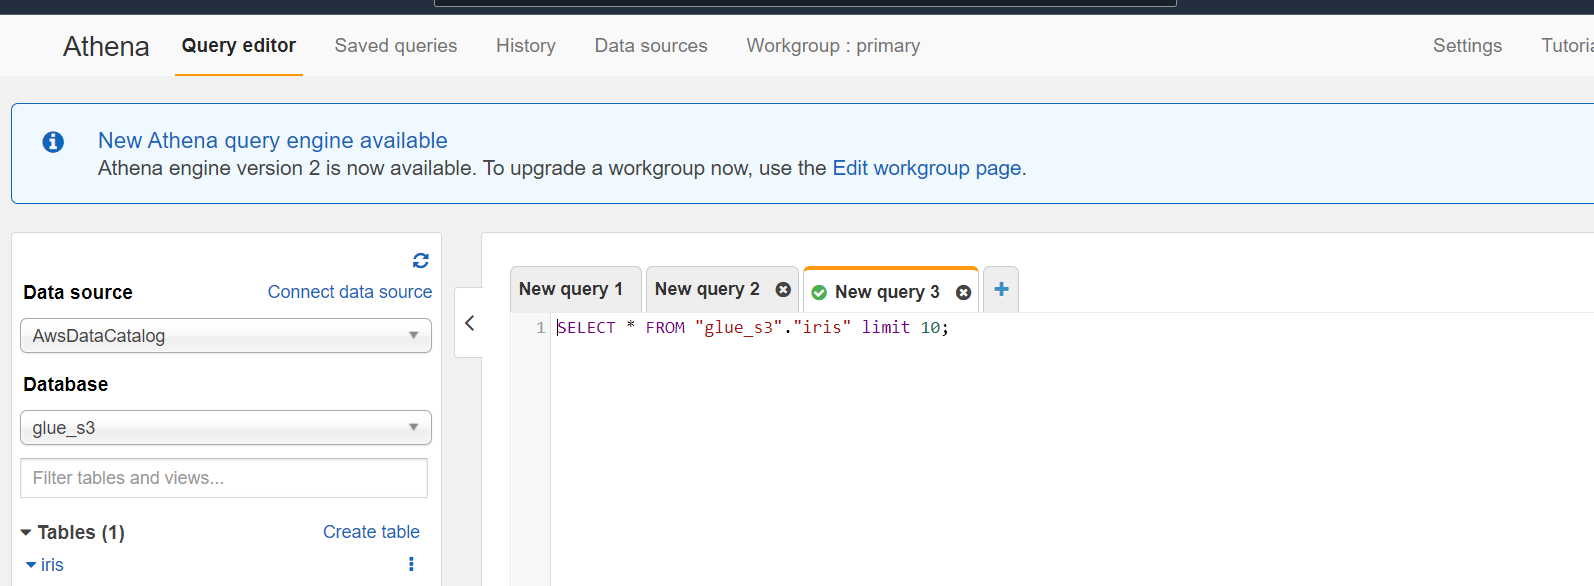 Athena Query editor Saved queries History Data sources Workgroup : primary Settings
New Athena query engine available
Athena engine version 2 is now available. To upgrade a workgroup now, use the Edit workgroup page.
Data source Connect data source
AwsDataCatalog
Database
glue_s3
Filter tables and views...
Tables (1) Create table
iris
New query 1 New query 2 New query 3 +
1 SELECT * FROM "glue_s3"."iris" limit 10;